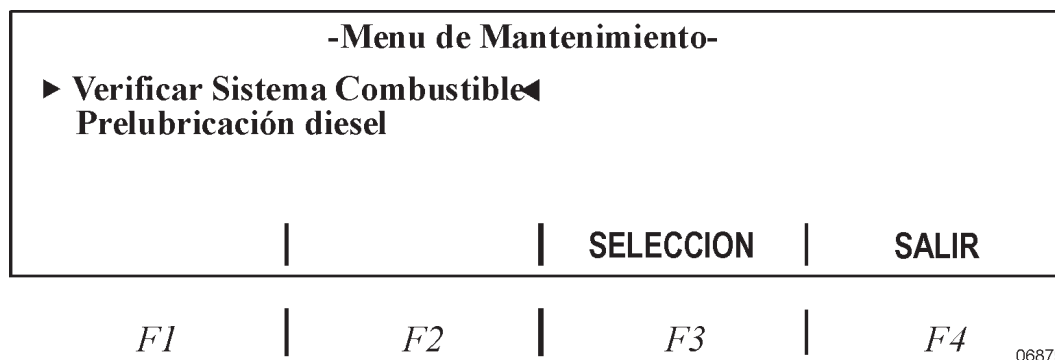 -Menu de Mantenimiento-
► Verificar Sistema Combustible◄
Prelubricación diesel
SELECCION | SALIR
F1 | F2 | F3 | F4
0687